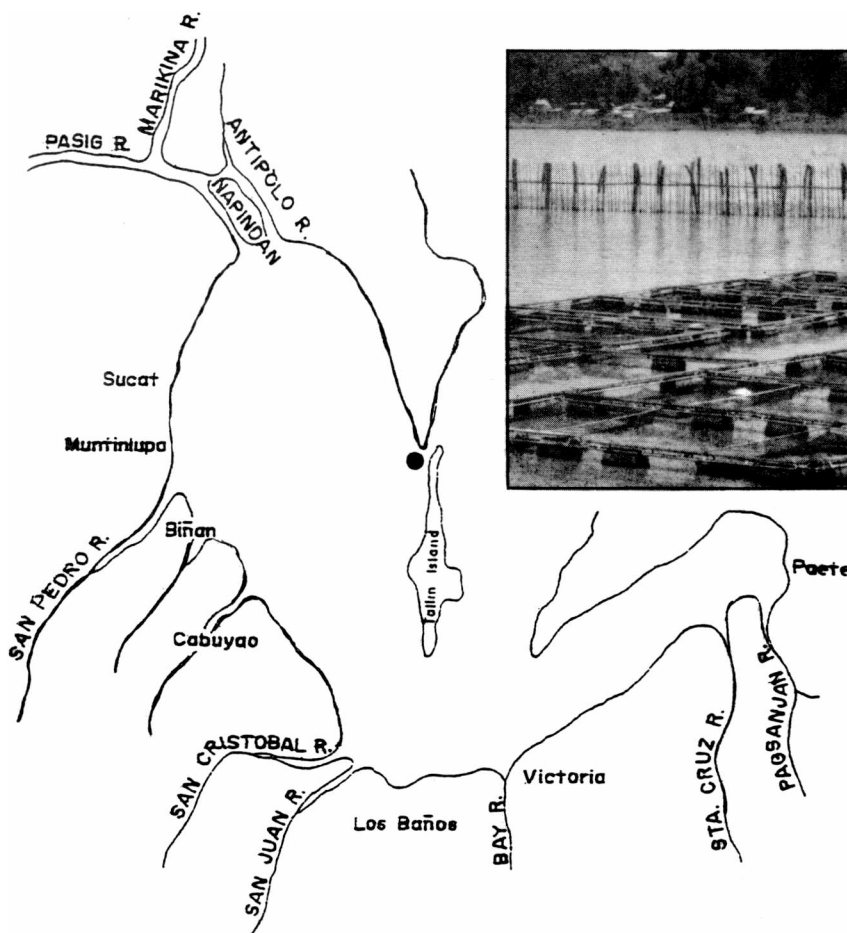 MARIKINA R.
PASIG R.
ANTIPOLO R.
NAPINDAN
Sucat
Muntinlupa
Biñan
SAN PEDRO R.
Talim Island
Paete
Cabuyao
SAN CRISTOBAL R.
SAN JUAN R.
Los Baños
BAY R.
Victoria
STA. CRUZ R.
PAGSANJAN R.